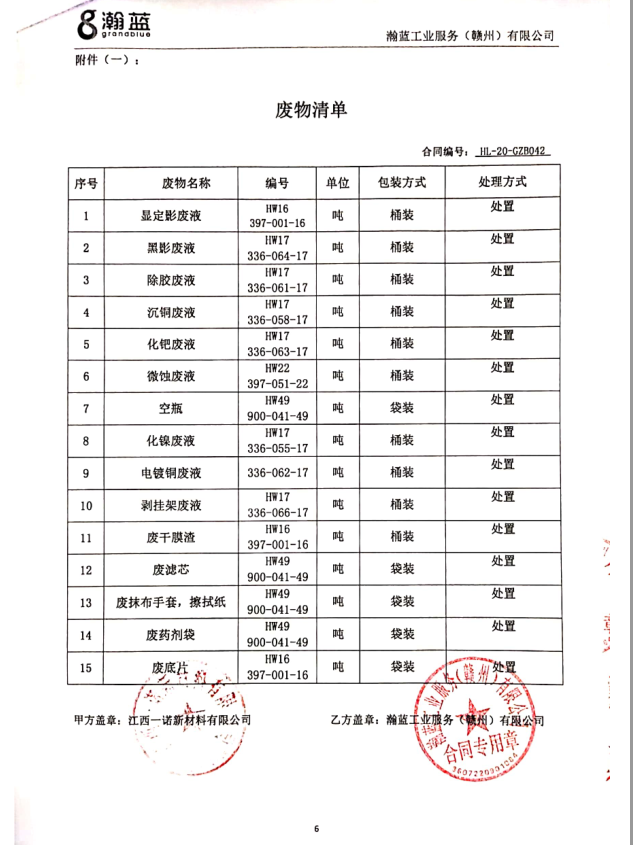 瀚蓝
grandblue
瀚蓝工业服务（赣州）有限公司
附件（一）：
废物清单
合同编号： HL-20-GZB042
序号 废物名称 编号 单位 包装方式 处理方式
1 显定影废液 HW16 397-001-16 吨 桶装 处置
2 黑影废液 HW17 336-064-17 吨 桶装 处置
3 除胶废液 HW17 336-061-17 吨 桶装 处置
4 沉铜废液 HW17 336-058-17 吨 桶装 处置
5 化钯废液 HW17 336-063-17 吨 桶装 处置
6 微蚀废液 HW22 397-051-22 吨 桶装 处置
7 空瓶 HW49 900-041-49 吨 袋装 处置
8 化镍废液 HW17 336-055-17 吨 桶装 处置
9 电镀铜废液 336-062-17 吨 桶装 处置
10 剥挂架废液 HW17 336-066-17 吨 桶装 处置
11 废干膜渣 HW16 397-001-16 吨 桶装 处置
12 废滤芯 HW49 900-041-49 吨 袋装 处置
13 废抹布手套，擦拭纸 HW49 900-041-49 吨 袋装 处置
14 废药剂袋 HW49 900-041-49 吨 袋装 处置
15 废底片 HW16 397-001-16 吨 袋装 处置
甲方盖章：江西一诺新材料有限公司
乙方盖章：瀚蓝工业服务（赣州）有限公司
瀚蓝工业服务（赣州）有限公司
合同专用章
6